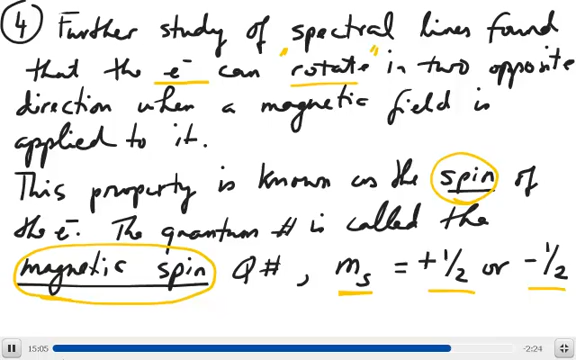 ④ Further study of spectral lines found
that the e⁻ can "rotate" in two opposite
direction when a magnetic field is
applied to it.
This property is known as the spin of
the e⁻. The quantum # is called the
magnetic spin Q#, mₛ = +1/2 or -1/2
15:05 -2:24